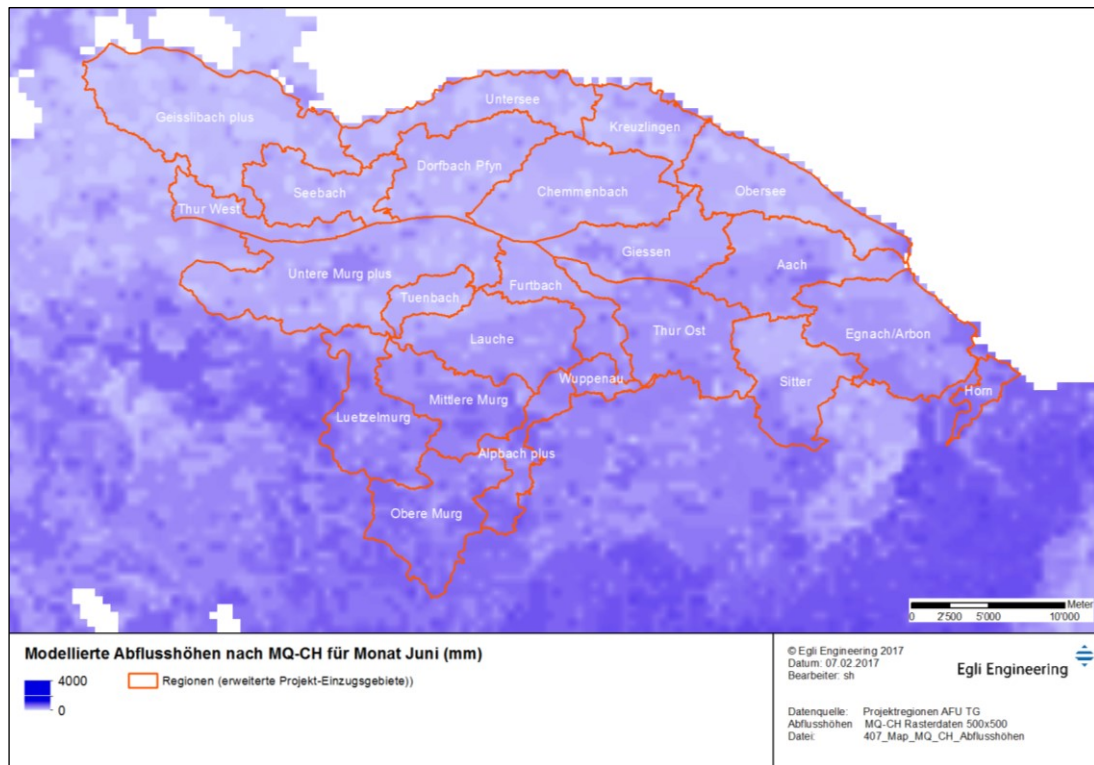 Untersee
Geisslibach plus
Kreuzlingen
Dorfbach Pfyn
Seebach
Chemmenbach
Obersee
Thur West
Giessen
Aach
Untere Murg plus
Furtbach
Tuenbach
Thur Ost
Egnach/Arbon
Lauche
Wuppenau
Sitter
Horn
Mittlere Murg
Luetzelmurg
Alpbach plus
Obere Murg
Meter
0 2'500 5'000 10'000
Modellierte Abflusshöhen nach MQ-CH für Monat Juni (mm)
4000
0
Regionen (erweiterte Projekt-Einzugsgebiete))
© Egli Engineering 2017
Datum: 07.02.2017
Bearbeiter: sh
Egli Engineering
Datenquelle: Projektregionen AFU TG
Abflusshöhen MQ-CH Rasterdaten 500x500
Datei: 407_Map_MQ_CH_Abflusshöhen